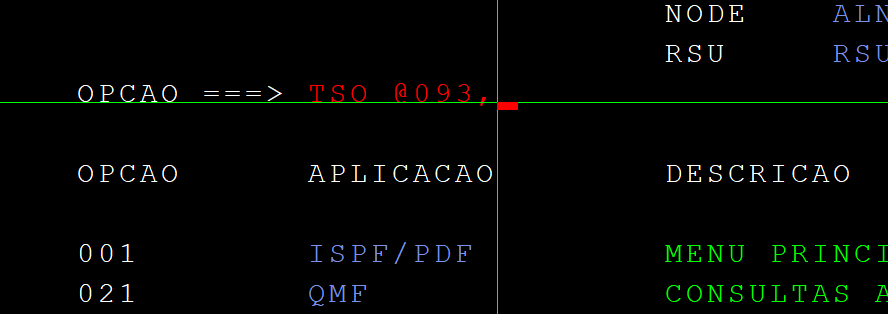 NODE
RSU
OPCAO ===> TSO @093,
OPCAO APLICACAO DESCRICAO
001 ISPF/PDF MENU
021 QMF CONSULTAS